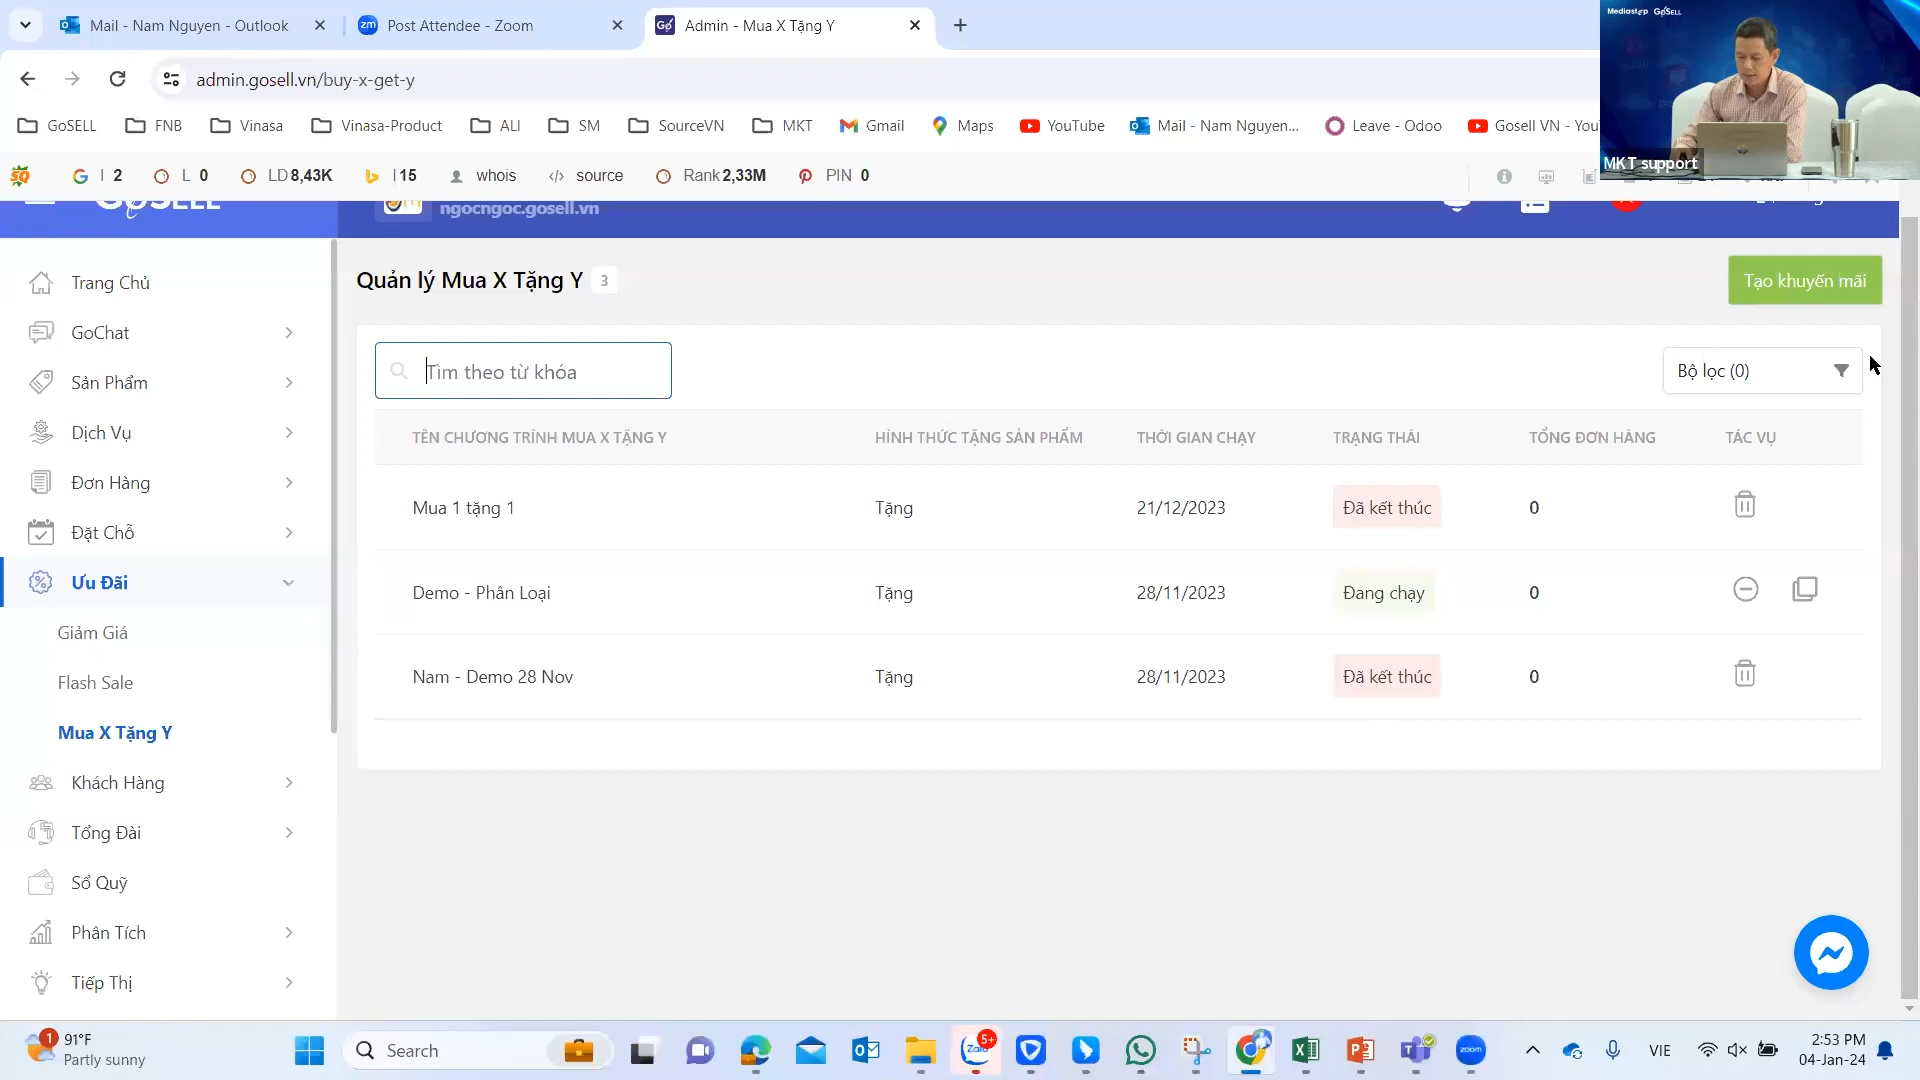 Mail - Nam Nguyen - Outlook
Post Attendee - Zoom
Admin - Mua X Tặng Y
Mediastep GoSELL
admin.gosell.vn/buy-x-get-y
GoSELL
FNB
Vinasa
Vinasa-Product
ALI
SM
SourceVN
MKT
Gmail
Maps
YouTube
Mail - Nam Nguyen...
Leave - Odoo
Gosell VN - You
MKT support
I 2
L 0
LD 8,43K
I 15
whois
source
Rank 2,33M
PIN 0
GoSELL
ngocngoc.gosell.vn
Trang Chủ
GoChat
Sản Phẩm
Dịch Vụ
Đơn Hàng
Đặt Chỗ
Ưu Đãi
Giảm Giá
Flash Sale
Mua X Tặng Y
Khách Hàng
Tổng Đài
Sổ Quỹ
Phân Tích
Tiếp Thị
Quản lý Mua X Tặng Y 3
Tạo khuyến mãi
Tìm theo từ khóa
Bộ lọc (0)
TÊN CHƯƠNG TRÌNH MUA X TẶNG Y HÌNH THỨC TẶNG SẢN PHẨM THỜI GIAN CHẠY TRẠNG THÁI TỔNG ĐƠN HÀNG TÁC VỤ
Mua 1 tặng 1 Tặng 21/12/2023 Đã kết thúc 0
Demo - Phân Loại Tặng 28/11/2023 Đang chạy 0
Nam - Demo 28 Nov Tặng 28/11/2023 Đã kết thúc 0
1
91°F
Partly sunny
Search
Zalo
5+
zoom
VIE
2:53 PM
04-Jan-24